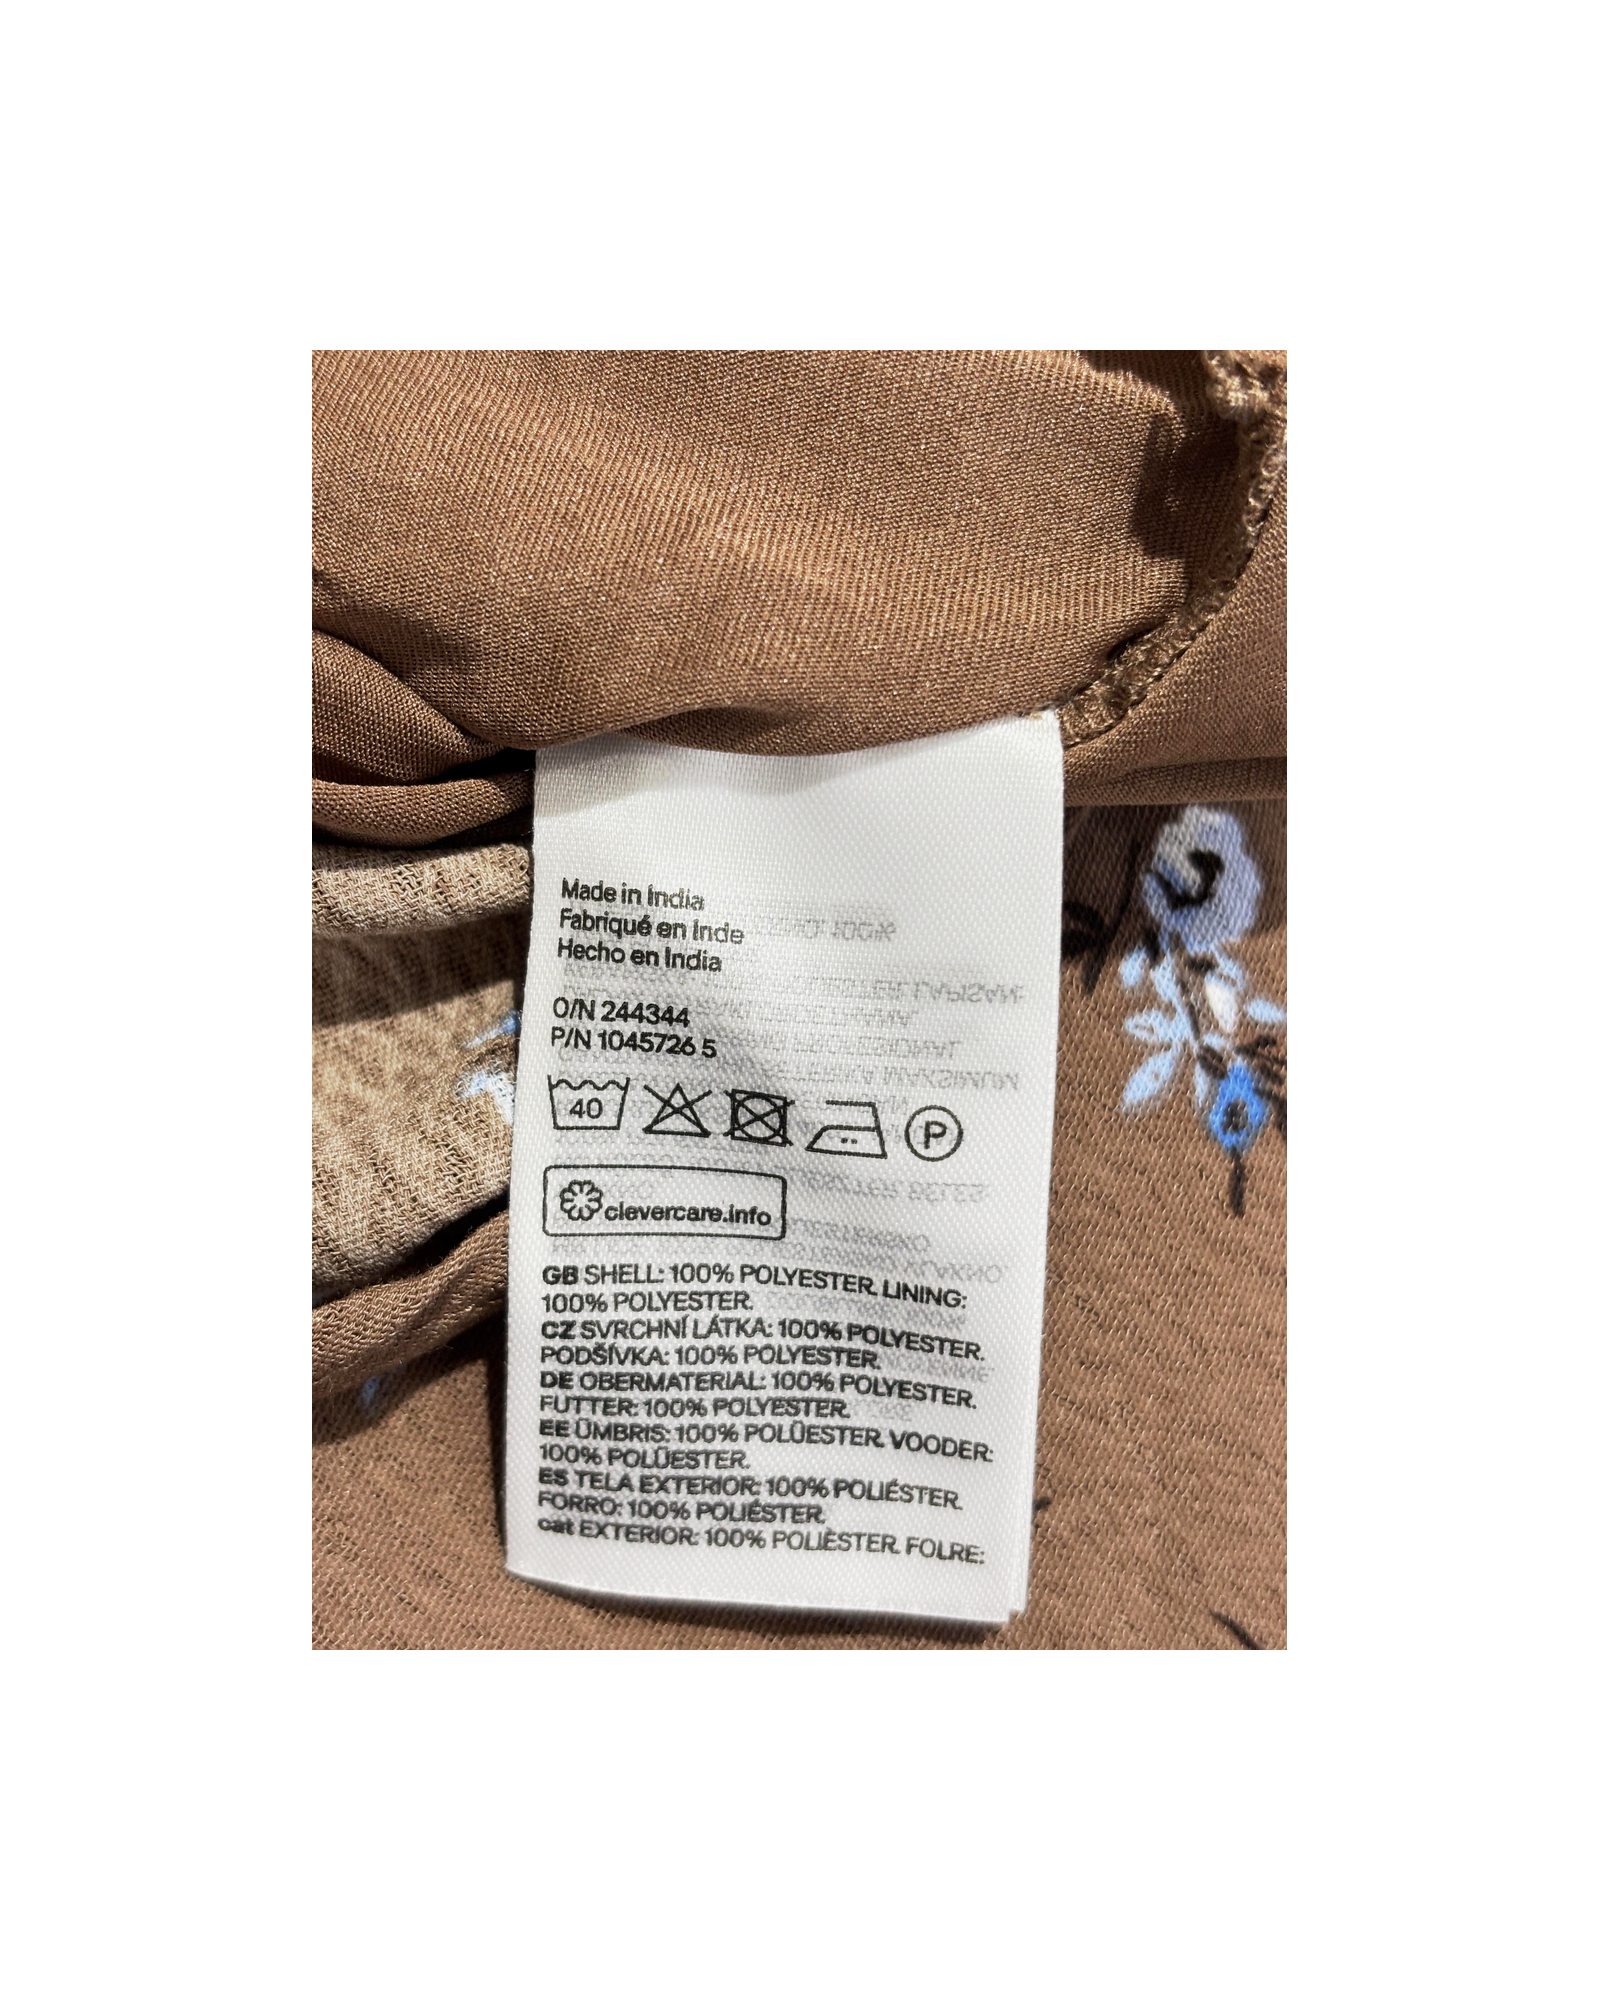 Made in India
Fabriqué en Inde
Hecho en India
O/N 244344
P/N 1045726 5
40
P
clevercare.info
GB SHELL: 100% POLYESTER. LINING:
100% POLYESTER.
CZ SVRCHNÍ LÁTKA: 100% POLYESTER.
PODŠÍVKA: 100% POLYESTER.
DE OBERMATERIAL: 100% POLYESTER.
FUTTER: 100% POLYESTER.
EE ÜMBRIS: 100% POLÜESTER. VOODER:
100% POLÜESTER.
ES TELA EXTERIOR: 100% POLIÉSTER.
FORRO: 100% POLIÉSTER.
cat EXTERIOR: 100% POLIÈSTER. FOLRE: